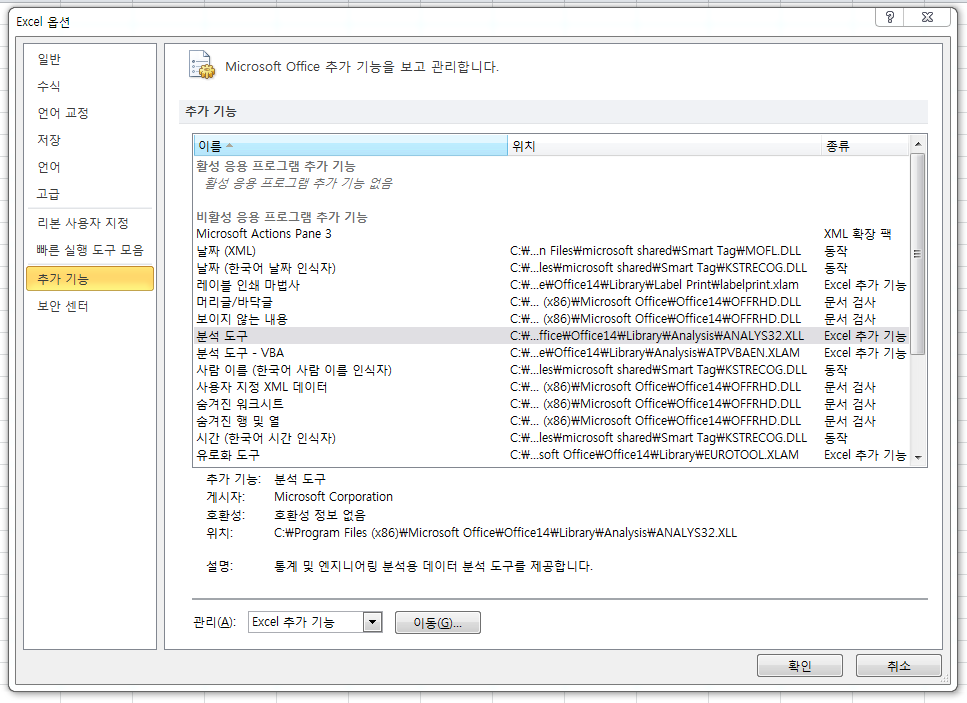 Excel 옵션
일반
수식
언어 교정
저장
언어
고급
리본 사용자 지정
빠른 실행 도구 모음
추가 기능
보안 센터
Microsoft Office 추가 기능을 보고 관리합니다.
추가 기능
이름 위치 종류
활성 응용 프로그램 추가 기능
활성 응용 프로그램 추가 기능 없음
비활성 응용 프로그램 추가 기능
Microsoft Actions Pane 3 XML 확장 팩
날짜 (XML) C:₩...n Files₩microsoft shared₩Smart Tag₩MOFL.DLL 동작
날짜 (한국어 날짜 인식자) C:₩...les₩microsoft shared₩Smart Tag₩KSTRECOG.DLL 동작
레이블 인쇄 마법사 C:₩...e₩Office14₩Library₩Label Print₩labelprint.xlam Excel 추가 기능
머리글/바닥글 C:₩... (x86)₩Microsoft Office₩Office14₩OFFRHD.DLL 문서 검사
보이지 않는 내용 C:₩... (x86)₩Microsoft Office₩Office14₩OFFRHD.DLL 문서 검사
분석 도구 C:₩...ffice₩Office14₩Library₩Analysis₩ANALYS32.XLL Excel 추가 기능
분석 도구 - VBA C:₩...e₩Office14₩Library₩Analysis₩ATPVBAEN.XLAM Excel 추가 기능
사람 이름 (한국어 사람 이름 인식자) C:₩...les₩microsoft shared₩Smart Tag₩KSTRECOG.DLL 동작
사용자 지정 XML 데이터 C:₩... (x86)₩Microsoft Office₩Office14₩OFFRHD.DLL 문서 검사
숨겨진 워크시트 C:₩... (x86)₩Microsoft Office₩Office14₩OFFRHD.DLL 문서 검사
숨겨진 행 및 열 C:₩... (x86)₩Microsoft Office₩Office14₩OFFRHD.DLL 문서 검사
시간 (한국어 시간 인식자) C:₩...les₩microsoft shared₩Smart Tag₩KSTRECOG.DLL 동작
유로화 도구 C:₩...soft Office₩Office14₩Library₩EUROTOOL.XLAM Excel 추가 기능
추가 기능: 분석 도구
게시자: Microsoft Corporation
호환성: 호환성 정보 없음
위치: C:₩Program Files (x86)₩Microsoft Office₩Office14₩Library₩Analysis₩ANALYS32.XLL
설명: 통계 및 엔지니어링 분석용 데이터 분석 도구를 제공합니다.
관리(A): Excel 추가 기능 이동(G)...
확인 취소